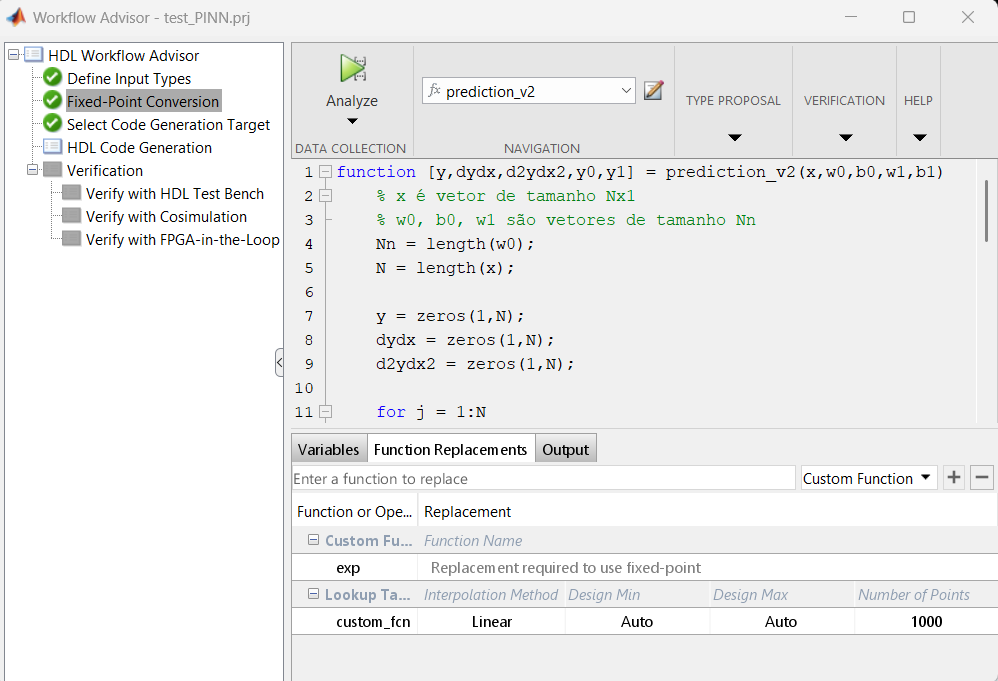 Workflow Advisor - test_PINN.prj
HDL Workflow Advisor
Define Input Types
Fixed-Point Conversion
Select Code Generation Target
HDL Code Generation
Verification
Verify with HDL Test Bench
Verify with Cosimulation
Verify with FPGA-in-the-Loop
Analyze
DATA COLLECTION
fx prediction_v2
NAVIGATION
TYPE PROPOSAL
VERIFICATION
HELP
1 function [y,dydx,d2ydx2,y0,y1] = prediction_v2(x,w0,b0,w1,b1)
2 % x é vetor de tamanho Nx1
3 % w0, b0, w1 são vetores de tamanho Nn
4 Nn = length(w0);
5 N = length(x);
6
7 y = zeros(1,N);
8 dydx = zeros(1,N);
9 d2ydx2 = zeros(1,N);
10
11 for j = 1:N
Variables Function Replacements Output
Enter a function to replace Custom Function
Function or Ope... Replacement
Custom Fu... Function Name
exp Replacement required to use fixed-point
Lookup Ta... Interpolation Method Design Min Design Max Number of Points
custom_fcn Linear Auto Auto 1000